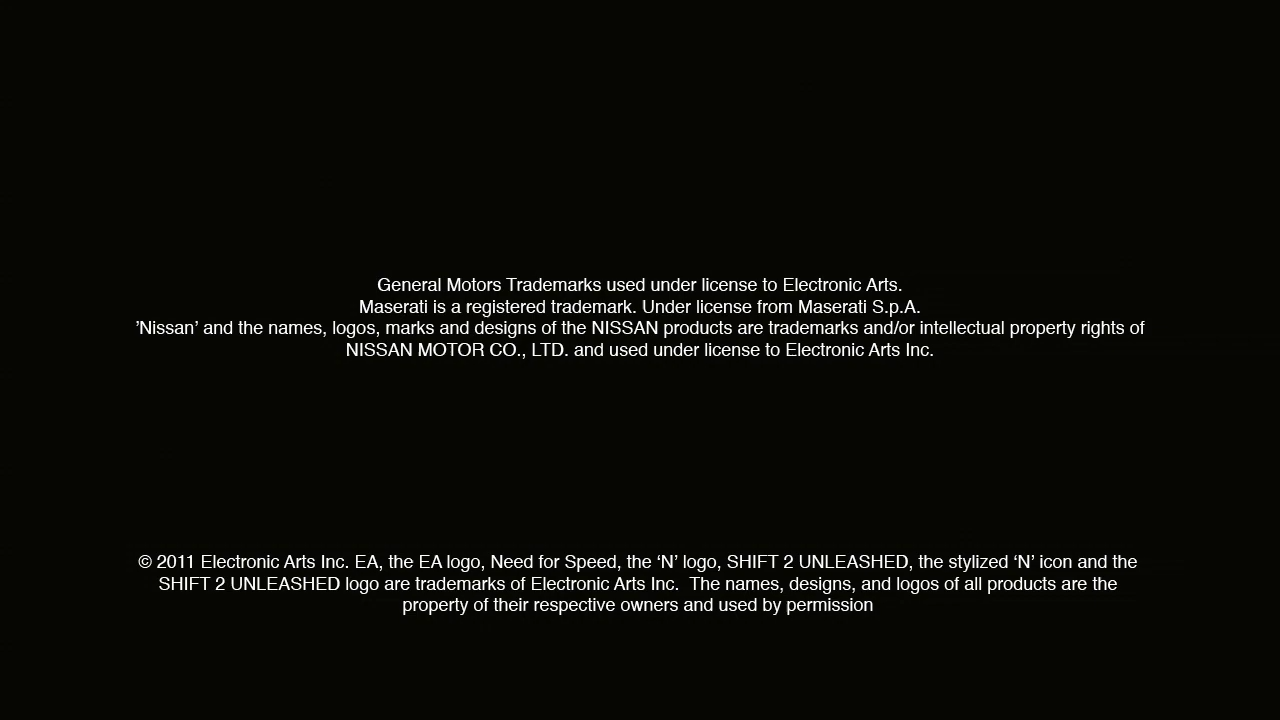 General Motors Trademarks used under license to Electronic Arts.
Maserati is a registered trademark. Under license from Maserati S.p.A.
’Nissan’ and the names, logos, marks and designs of the NISSAN products are trademarks and/or intellectual property rights of
NISSAN MOTOR CO., LTD. and used under license to Electronic Arts Inc.
© 2011 Electronic Arts Inc. EA, the EA logo, Need for Speed, the ‘N’ logo, SHIFT 2 UNLEASHED, the stylized ‘N’ icon and the
SHIFT 2 UNLEASHED logo are trademarks of Electronic Arts Inc.  The names, designs, and logos of all products are the
property of their respective owners and used by permission